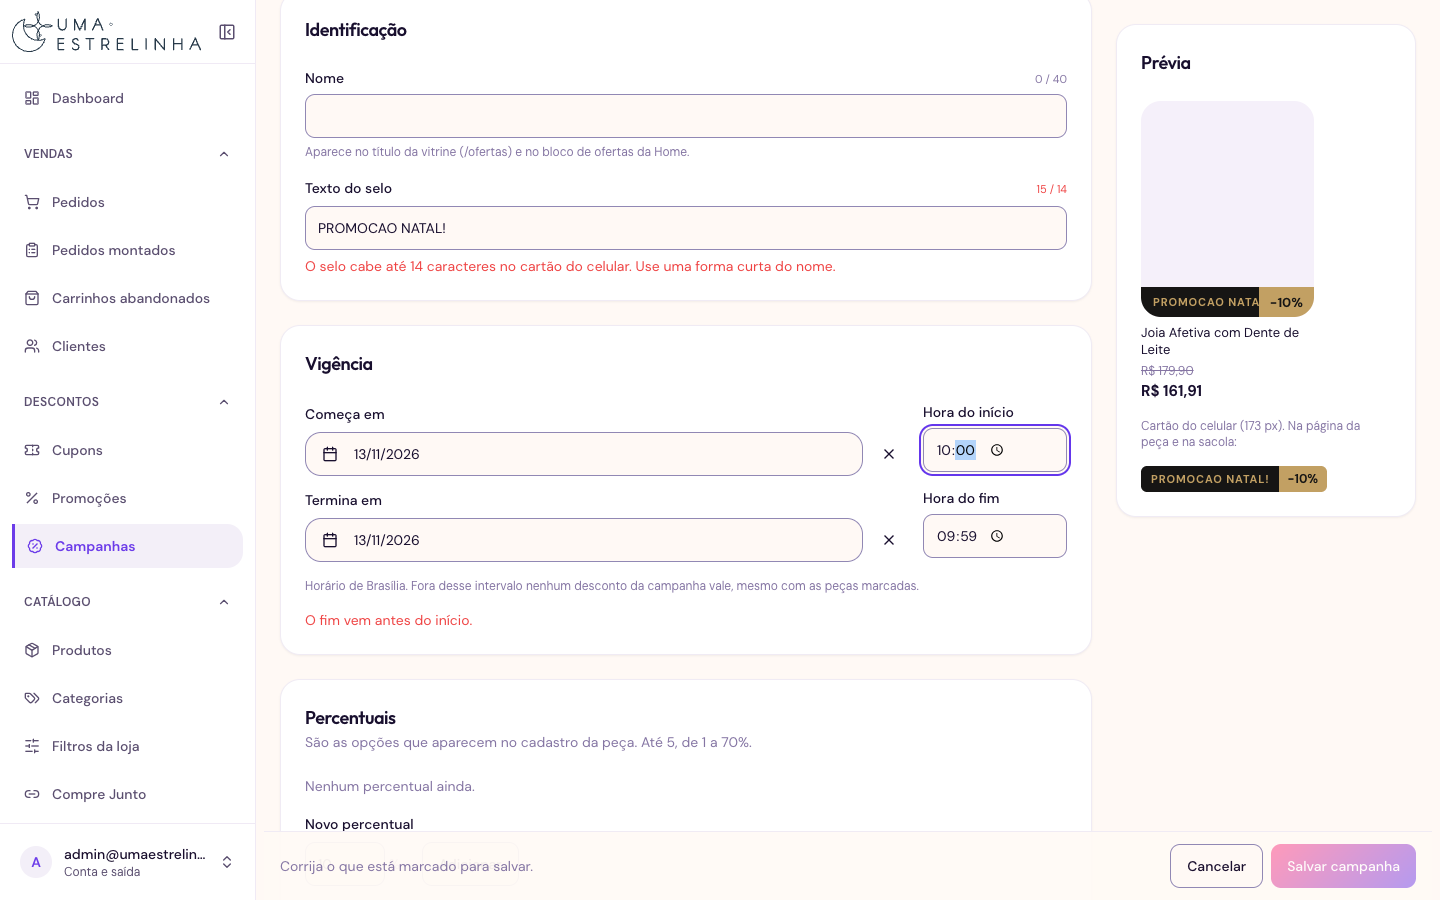 UMA
ESTRELINHA
Dashboard
VENDAS
Pedidos
Pedidos montados
Carrinhos abandonados
Clientes
DESCONTOS
Cupons
Promoções
Campanhas
CATÁLOGO
Produtos
Categorias
Filtros da loja
Compre Junto
A
admin@umaestrelin...
Conta e saída
Identificação
Nome
0 / 40
Aparece no título da vitrine (/ofertas) e no bloco de ofertas da Home.
Texto do selo
15 / 14
PROMOCAO NATAL!
O selo cabe até 14 caracteres no cartão do celular. Use uma forma curta do nome.
Vigência
Começa em
Hora do início
13/11/2026
10:00
Termina em
Hora do fim
13/11/2026
09:59
Horário de Brasília. Fora desse intervalo nenhum desconto da campanha vale, mesmo com as peças marcadas.
O fim vem antes do início.
Percentuais
São as opções que aparecem no cadastro da peça. Até 5, de 1 a 70%.
Nenhum percentual ainda.
Novo percentual
Corrija o que está marcado para salvar.
Cancelar
Salvar campanha
Prévia
PROMOCAO NATA
-10%
Joia Afetiva com Dente de
Leite
R$ 179,90
R$ 161,91
Cartão do celular (173 px). Na página da
peça e na sacola:
PROMOCAO NATAL!
-10%